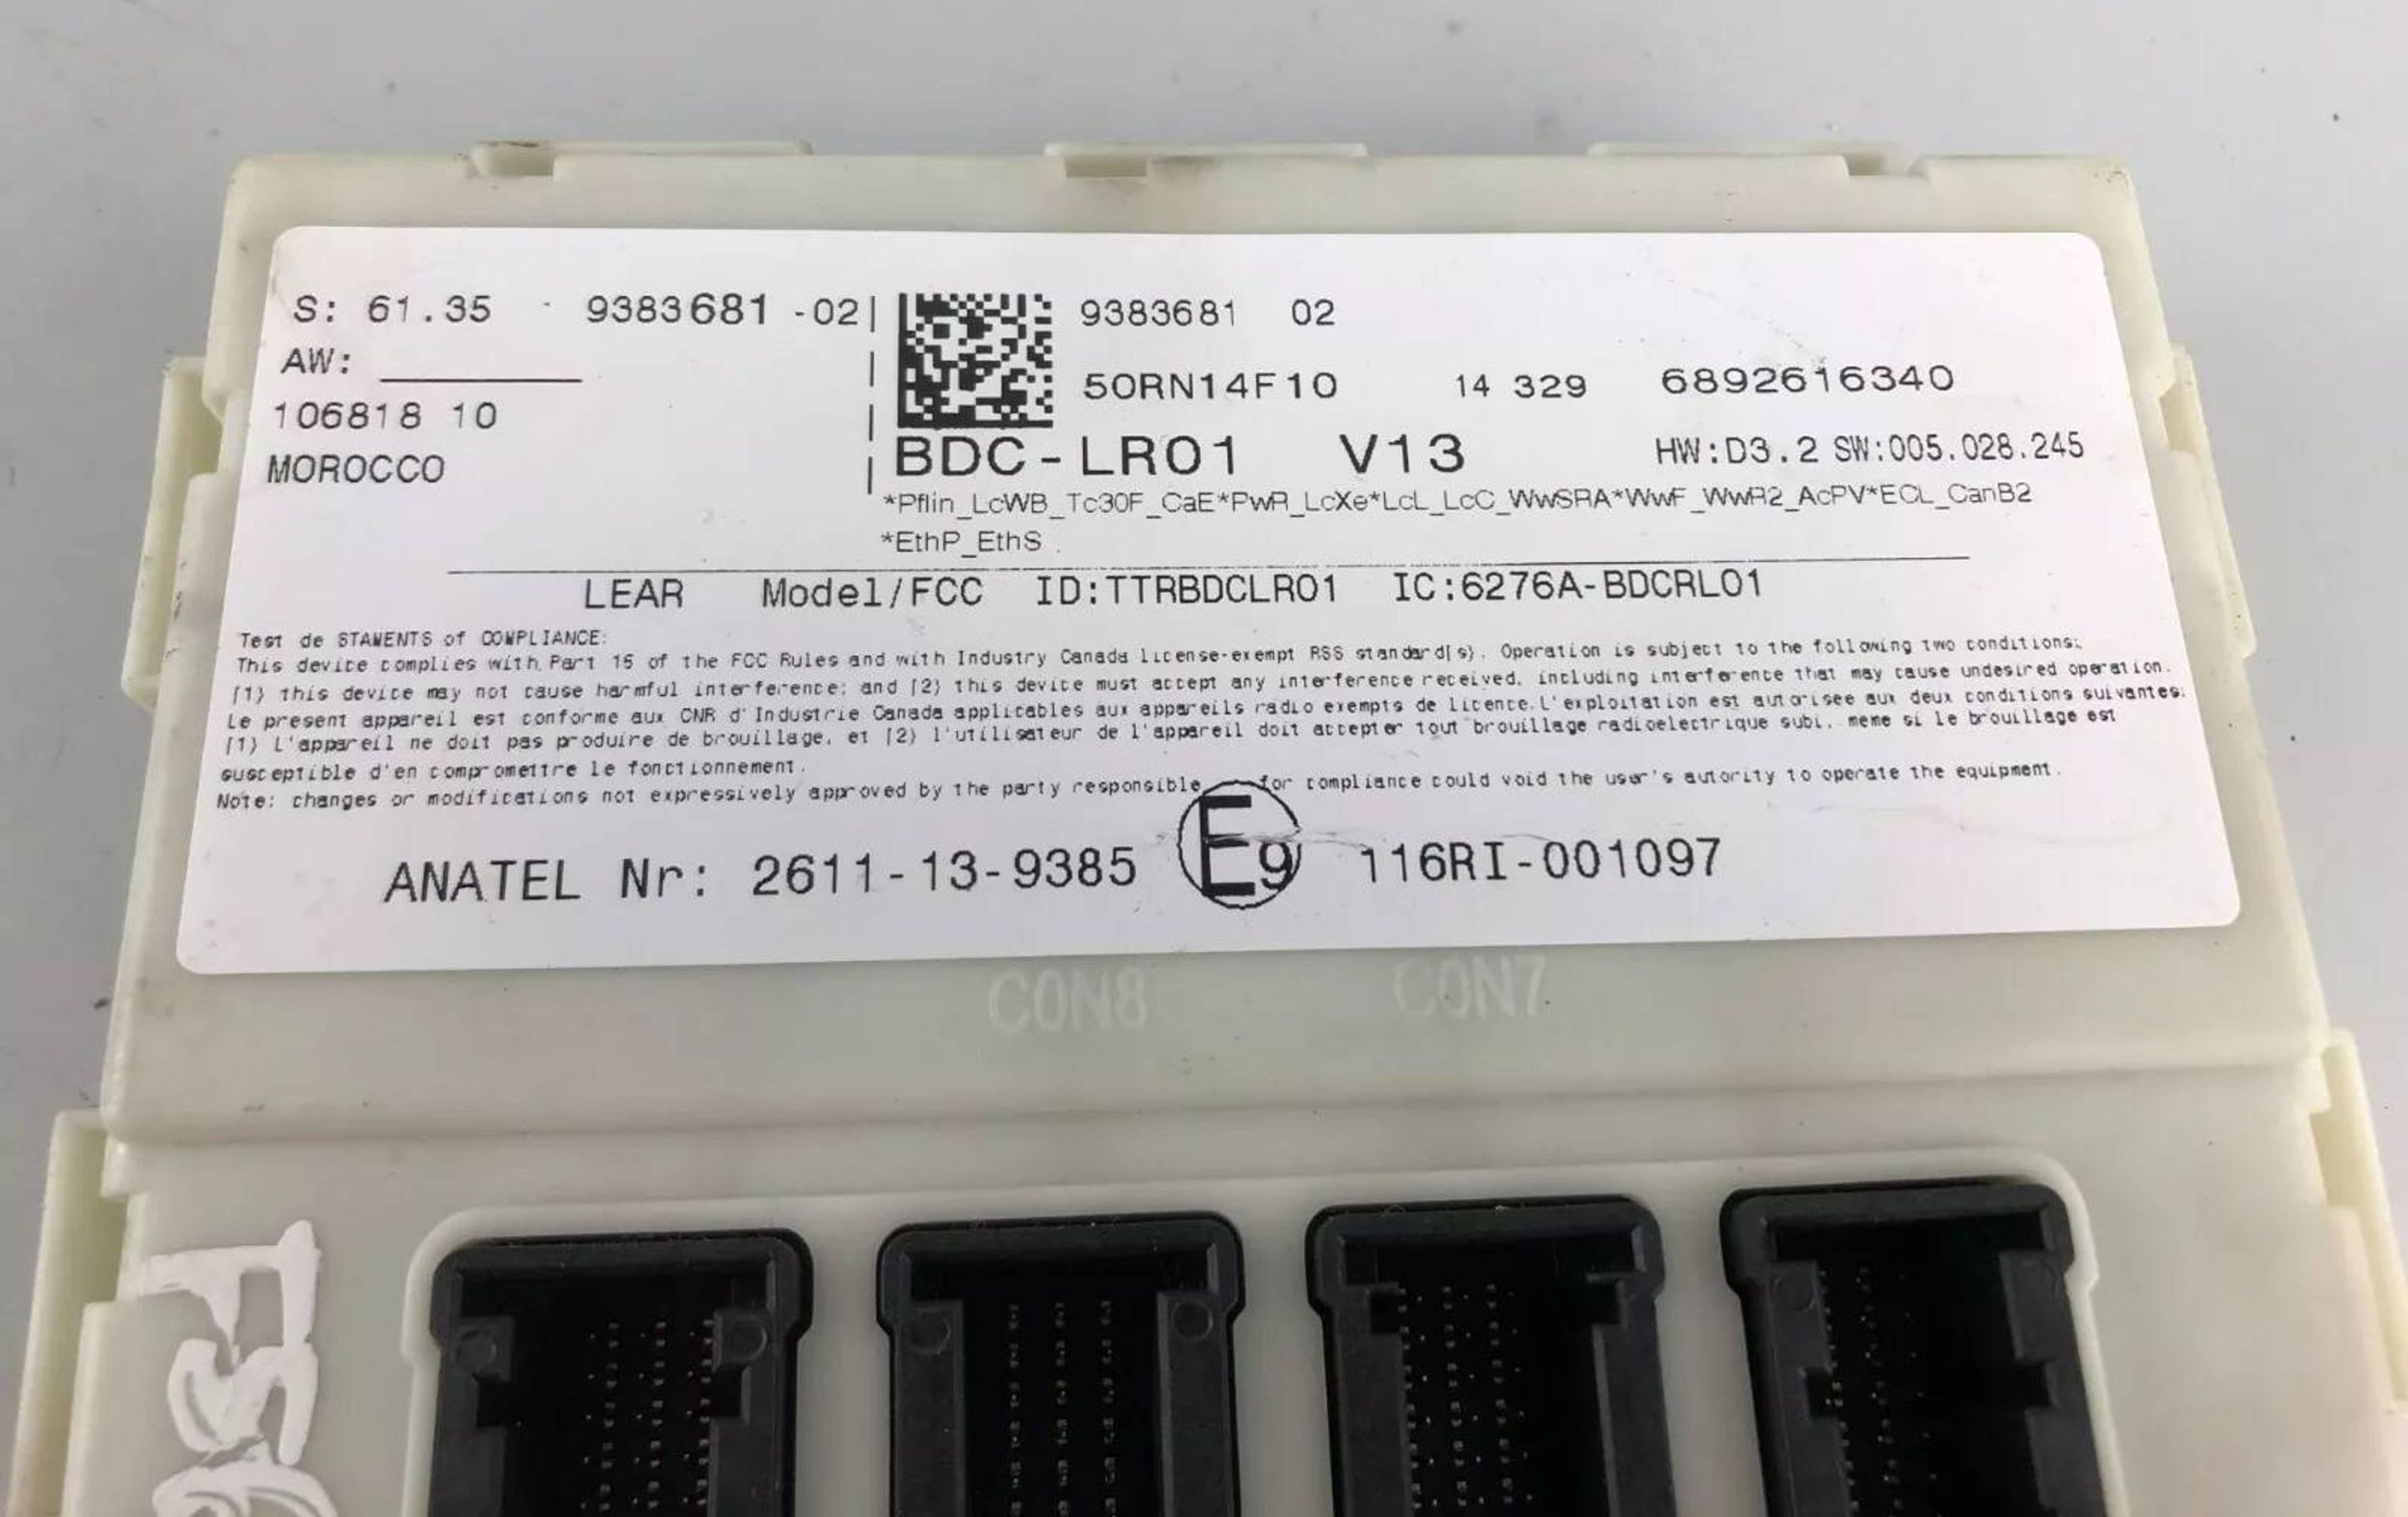 S: 61.35 - 9383681 -02
AW:
106818 10
MOROCCO
9383681 02
50RN14F10 14 329 6892616340
BDC-LR01 V13 HW:D3.2 SW:005.028.245
*Pflin_LcWB_Tc30F_CaE*PwR_LcXe*LcL_LcC_WwSRA*WwF_WwR2_AcPV*ECL_CanB2
*EthP_EthS
LEAR Model/FCC ID:TTRBDCLR01 IC:6276A-BDCRL01
Test de STAMENTS of COMPLIANCE:
This device complies with Part 15 of the FCC Rules and with Industry Canada license-exempt RSS standard(s). Operation is subject to the following two conditions:
(1) this device may not cause harmful interference; and (2) this device must accept any interference received, including interference that may cause undesired operation.
Le present appareil est conforme aux CNR d'Industrie Canada applicables aux appareils radio exempts de licence.L'exploitation est autorisee aux deux conditions suivantes:
(1) L'appareil ne doit pas produire de brouillage, et (2) l'utilisateur de l'appareil doit accepter tout brouillage radioelectrique subi, meme si le brouillage est
susceptible d'en compromettre le fonctionnement.
Note: changes or modifications not expressively approved by the party responsible for compliance could void the user's autority to operate the equipment.
ANATEL Nr: 2611-13-9385 E9 116RI-001097
CON8 CON7